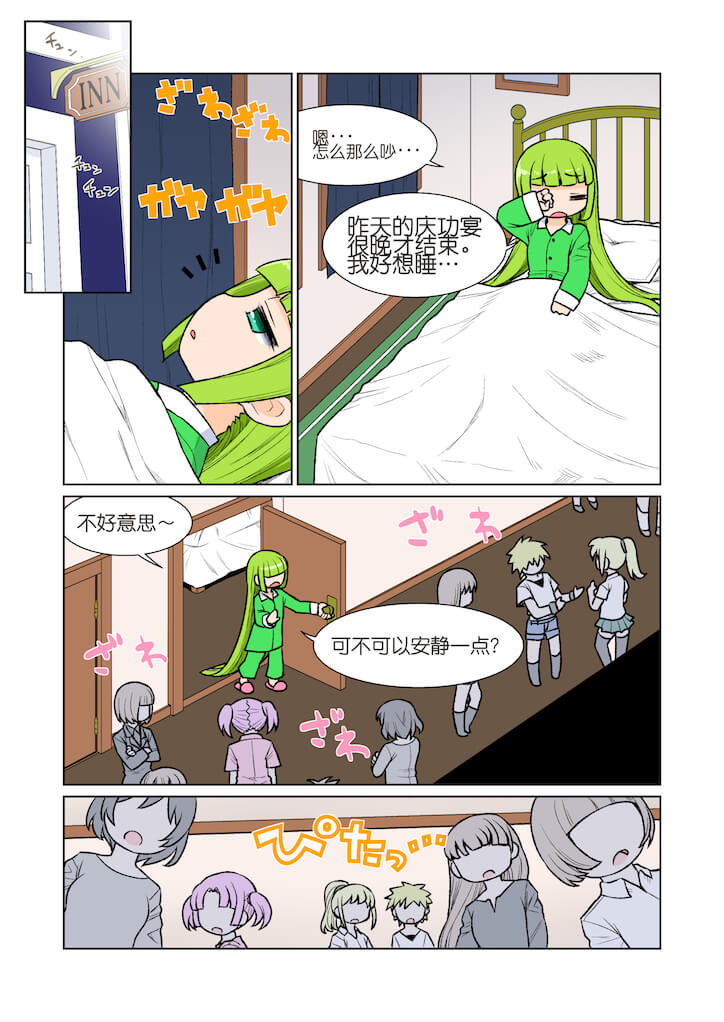 チュン..
INN
チュン
チュン
ざわざわ
ガヤ ガヤ
嗯···
怎么那么吵···
昨天的庆功宴
很晚才结束。
我好想睡···
不好意思～
可不可以安静一点?
ざわ
ざわ
ざわ
ぴたっ···